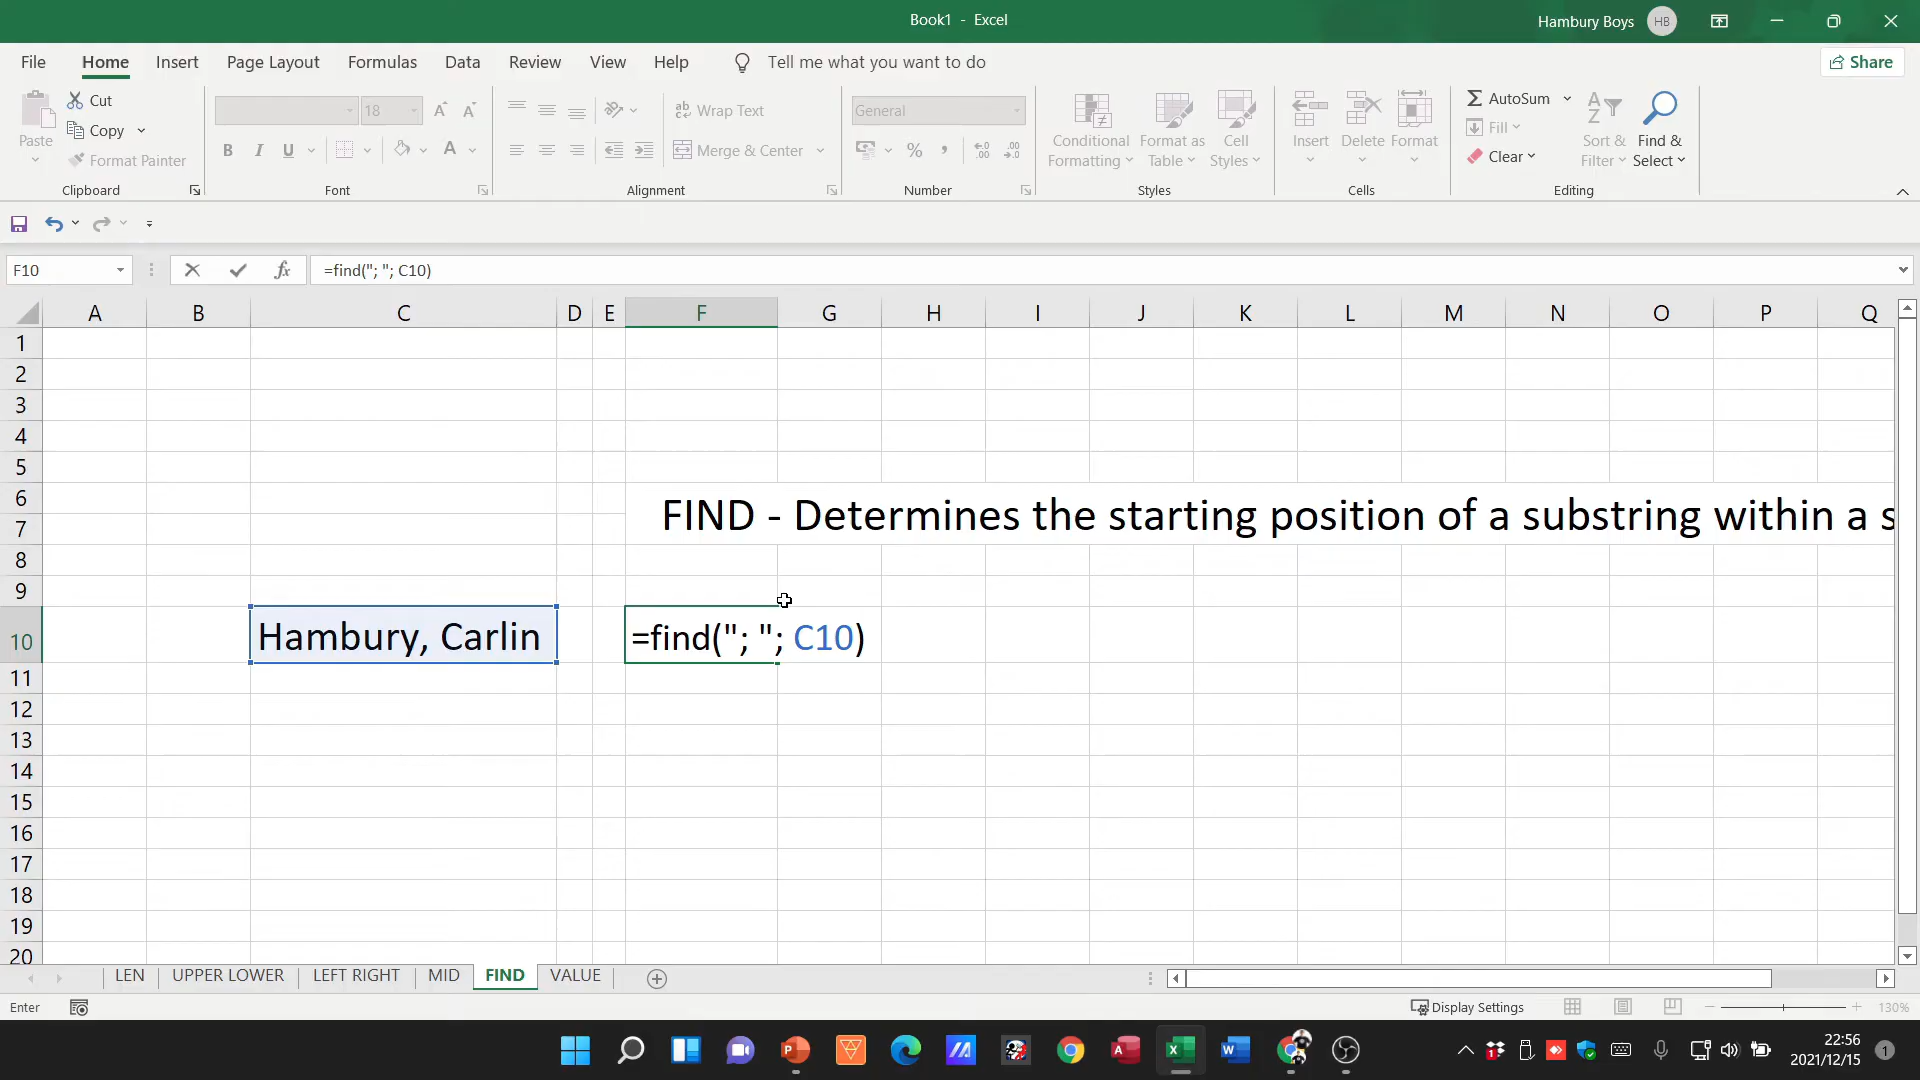 Book1 - Excel
Hambury Boys HB
File Home Insert Page Layout Formulas Data Review View Help Tell me what you want to do Share
Paste Cut Copy Format Painter Clipboard
18 B I U A Font
Wrap Text Merge & Center Alignment
General % , Number
Conditional Formatting Format as Table Cell Styles Styles
Insert Delete Format Cells
AutoSum Fill Clear Sort & Filter Find & Select Editing
F10 fx =find("; "; C10)
A B C D E F G H I J K L M N O P Q
1
2
3
4
5
6
7 FIND - Determines the starting position of a substring within a s
8
9
10 Hambury, Carlin =find("; "; C10)
11
12
13
14
15
16
17
18
19
20
LEN UPPER LOWER LEFT RIGHT MID FIND VALUE
Enter Display Settings 130%
22:56
2021/12/15 1